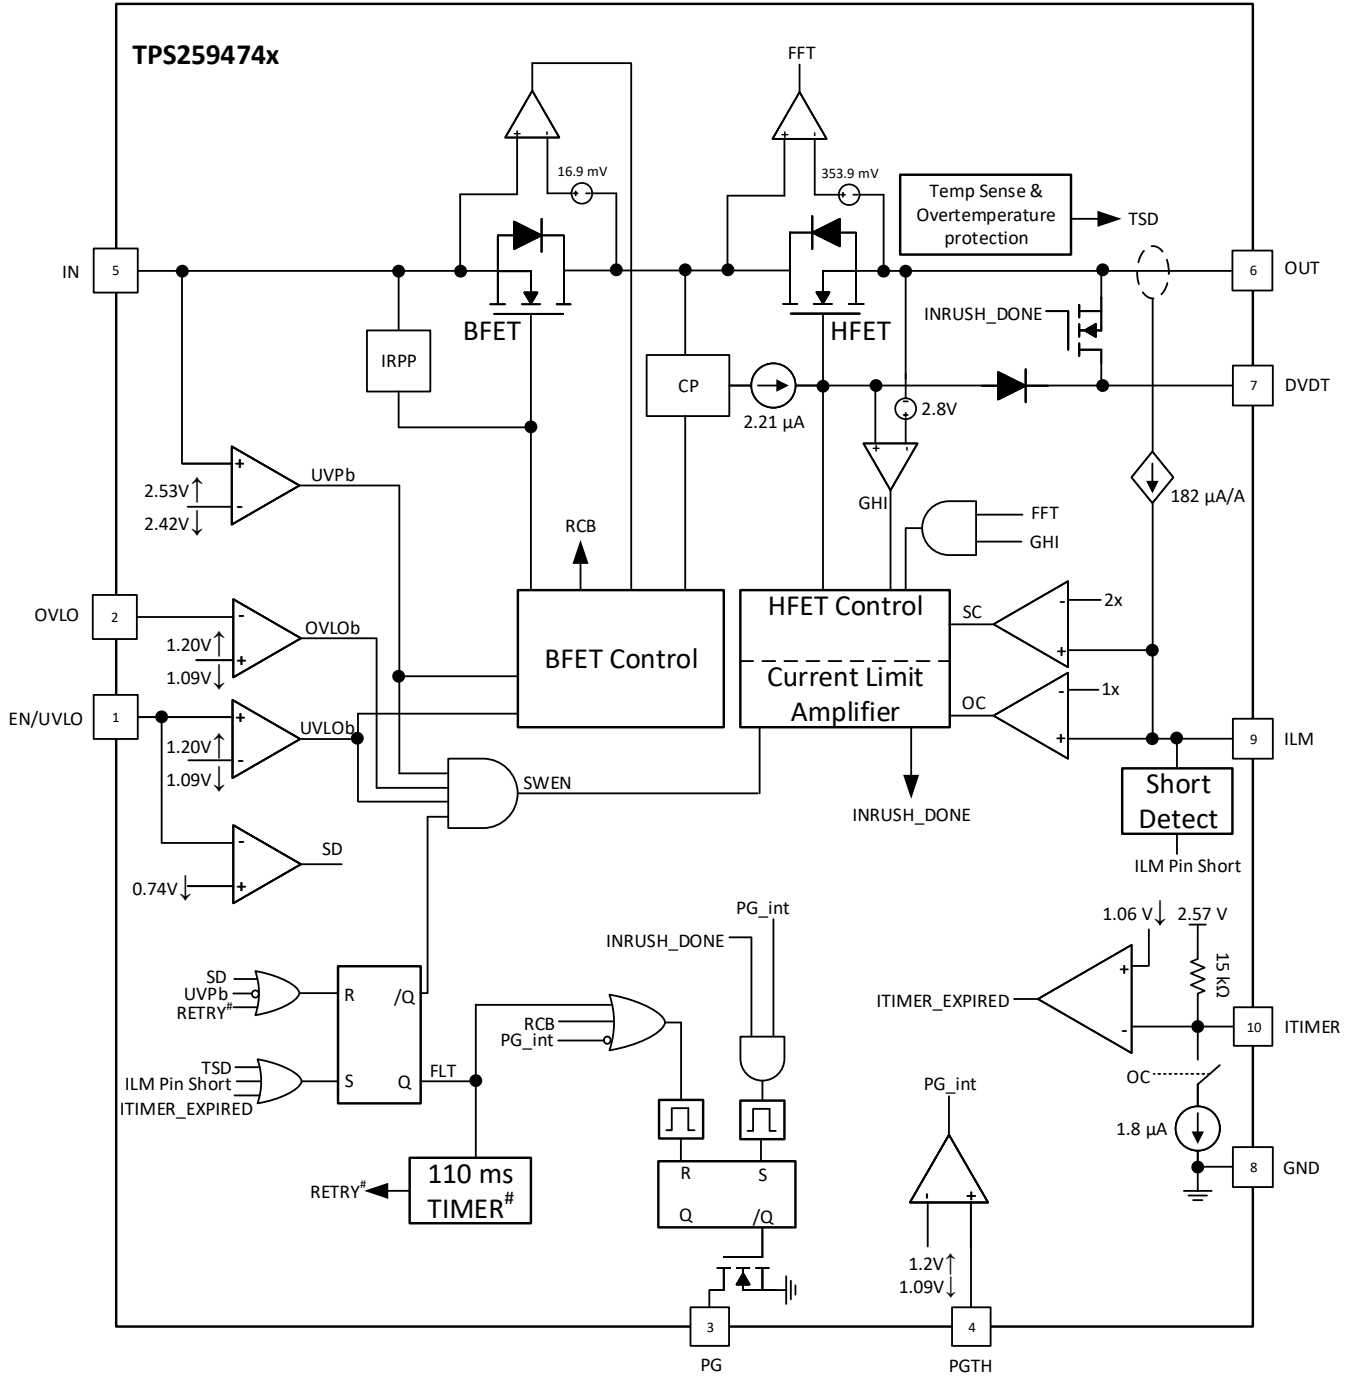 TPS259474x
FFT
16.9 mV
353.9 mV
+ -
+ -
+ -
+ -
Temp Sense &
Overtemperature
protection
TSD
IN
5
6
OUT
BFET
HFET
INRUSH_DONE
IRPP
CP
2.21 µA
2.8V
-
+
7
DVDT
+ -
GHI
UVPb
+
-
2.53V↑
2.42V↓
RCB
FFT
GHI
182 µA/A
OVLO
2
OVLOb
-
+
1.20V↑
1.09V↓
BFET Control
HFET Control
Current Limit
Amplifier
SC
-
+
2x
OC
-
+
1x
EN/UVLO
1
UVLOb
+
-
1.20V↑
1.09V↓
9
ILM
SWEN
INRUSH_DONE
Short
Detect
ILM Pin Short
SD
-
+
0.74V↓
PG_int
INRUSH_DONE
1.06 V↓
2.57 V
15 kΩ
ITIMER_EXPIRED
+
-
10
ITIMER
SD
UVPb
RETRY#
R
/Q
TSD
ILM Pin Short
ITIMER_EXPIRED
S
Q
FLT
RCB
PG_int
OC
1.8 µA
8
GND
110 ms
TIMER#
RETRY#
R
S
Q
/Q
PG_int
- +
1.2V↑
1.09V↓
3
PG
4
PGTH